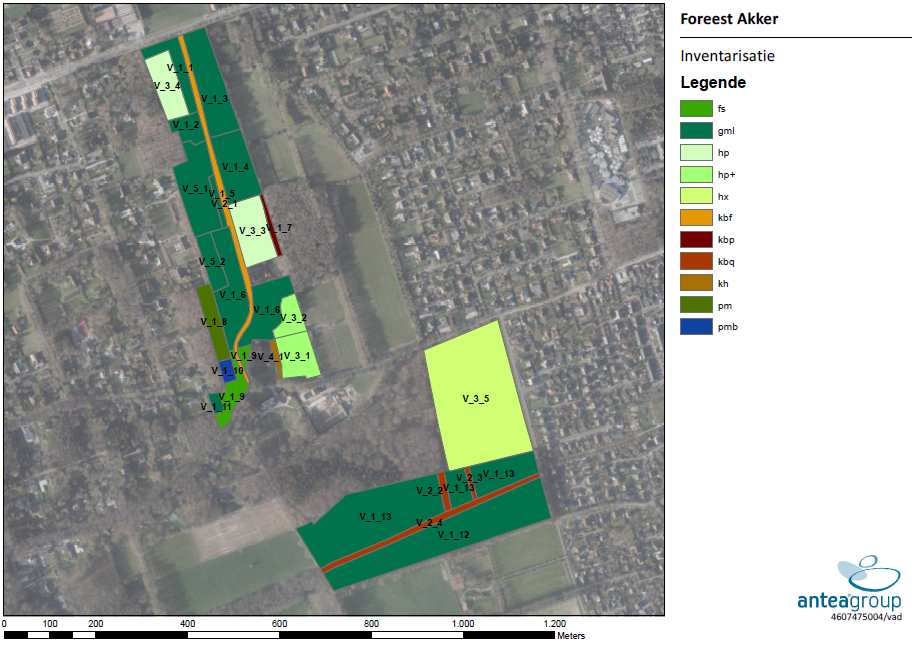 Foreest Akker
Inventarisatie
Legende
fs
gml
hp
hp+
hx
kbf
kbp
kbq
kh
pm
pmb
V_1_1
V_3_4
V_1_3
V_1_2
V_1_4
V_5_1
V_1_5
V_2_1
V_3_3
V_1_7
V_5_2
V_1_6
V_1_6
V_1_8
V_3_2
V_1_9
V_4_1
V_3_1
V_1_10
V_1_9
V_1_11
V_3_5
V_2_3
V_1_13
V_2_2
V_1_13
V_1_13
V_2_4
V_1_12
anteagroup
4607475004/vad
0 100 200 400 600 800 1.000 1.200
Meters